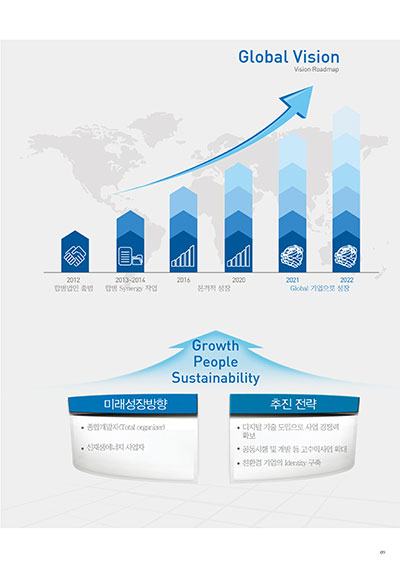 Global Vision
Vision Roadmap
2012
2013~2014
2016
2020
2021
2022
합병법인 출범
합병 Synergy 작업
본격적 성장
Global 기업으로 성장
Growth
People
Sustainability
미래성장방향
추진 전략
• 종합개발자(Total organizer)
• 신재생에너지 사업자
• 디지털 기술 도입으로 사업 경쟁력
확보
• 공동시행 및 개발 등 고수익사업 확대
• 친환경 기업의 Identity 구축